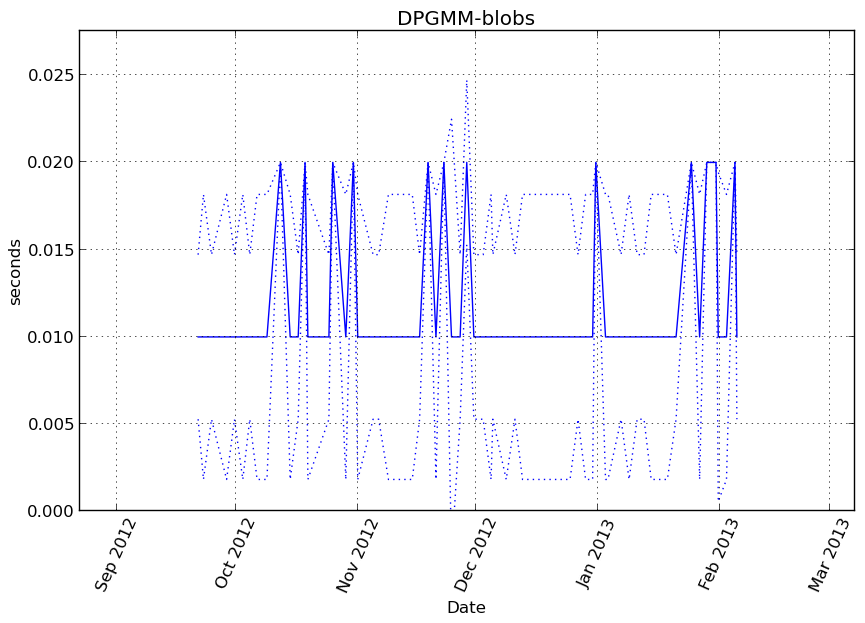 DPGMM-blobs
0.025
0.020
0.015
0.010
0.005
0.000
seconds
Sep 2012
Oct 2012
Nov 2012
Dec 2012
Jan 2013
Feb 2013
Mar 2013
Date